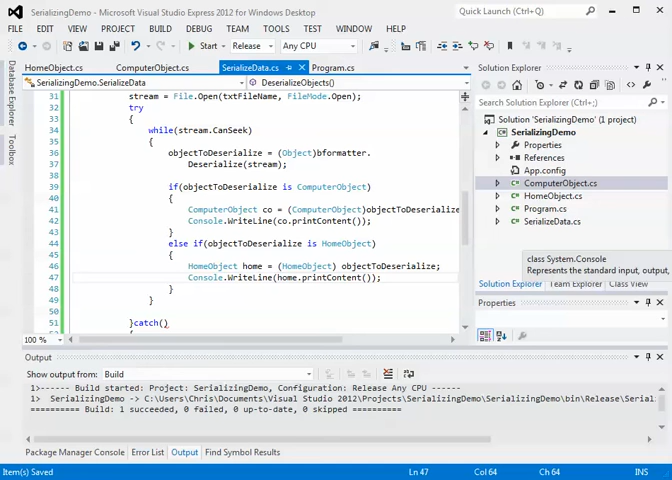 SerializingDemo - Microsoft Visual Studio Express 2012 for Windows Desktop
Quick Launch (Ctrl+Q)
FILE EDIT VIEW PROJECT BUILD DEBUG TEAM TOOLS TEST WINDOW HELP
Start Release Any CPU
HomeObject.cs ComputerObject.cs SerializeData.cs Program.cs
SerializingDemo.SerializeData DeserializeObjects()
31 stream = File.Open(txtFileName, FileMode.Open);
32 try
33 {
34 while(stream.CanSeek)
35 {
36 objectToDeserialize = (Object)bformatter.
37 Deserialize(stream);
38
39 if(objectToDeserialize is ComputerObject)
40 {
41 ComputerObject co = (ComputerObject)objectToDeserialize
42 Console.WriteLine(co.printContent());
43 }
44 else if(objectToDeserialize is HomeObject)
45 {
46 HomeObject home = (HomeObject) objectToDeserialize;
47 Console.WriteLine(home.printContent());
48 }
49 }
50
51 }catch()
100 %
Database Explorer
Toolbox
Solution Explorer
Search Solution Explorer (Ctrl+;)
Solution 'SerializingDemo' (1 project)
SerializingDemo
Properties
References
App.config
ComputerObject.cs
HomeObject.cs
Program.cs
SerializeData.cs
class System.Console
Represents the standard input, output,
Solution Explorer Team Explorer
Properties
Output
Show output from: Build
1>------ Build started: Project: SerializingDemo, Configuration: Release Any CPU ------
1> SerializingDemo -> C:\Users\Chris\Documents\Visual Studio 2012\Projects\SerializingDemo\SerializingDemo\bin\Release\Serial
========== Build: 1 succeeded, 0 failed, 0 up-to-date, 0 skipped ==========
Package Manager Console Error List Output Find Symbol Results
Item(s) Saved Ln 47 Col 64 Ch 64